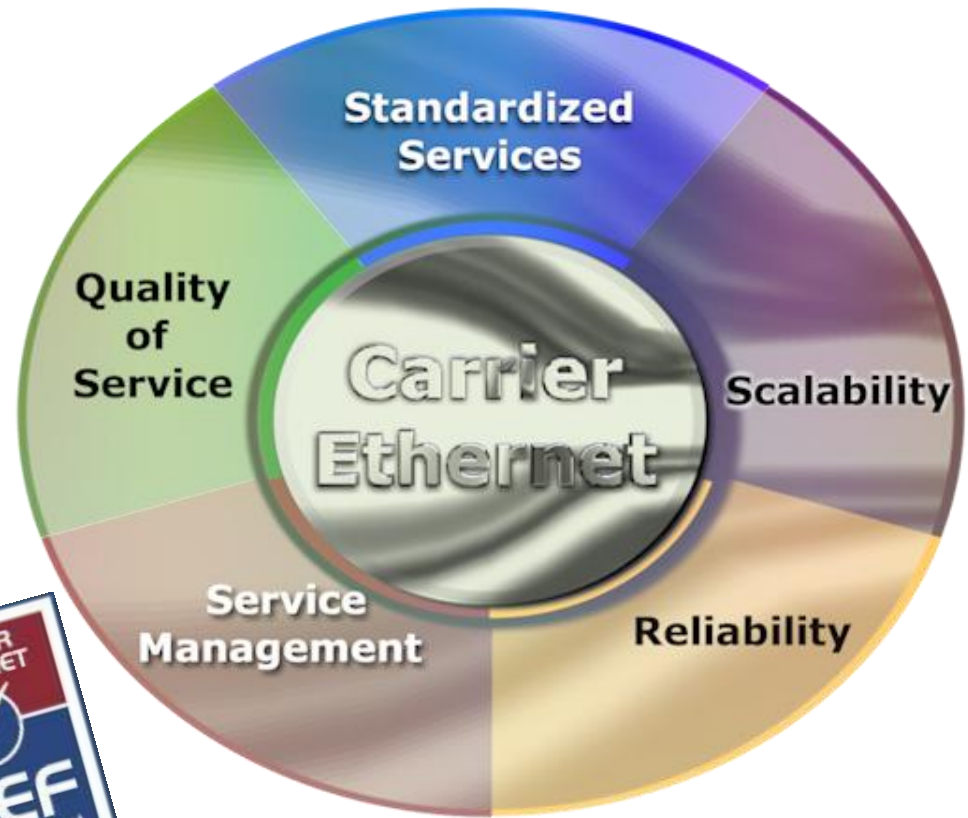 Standardized
Services
Quality
of
Service
Carrier
Ethernet
Scalability
Service
Management
Reliability